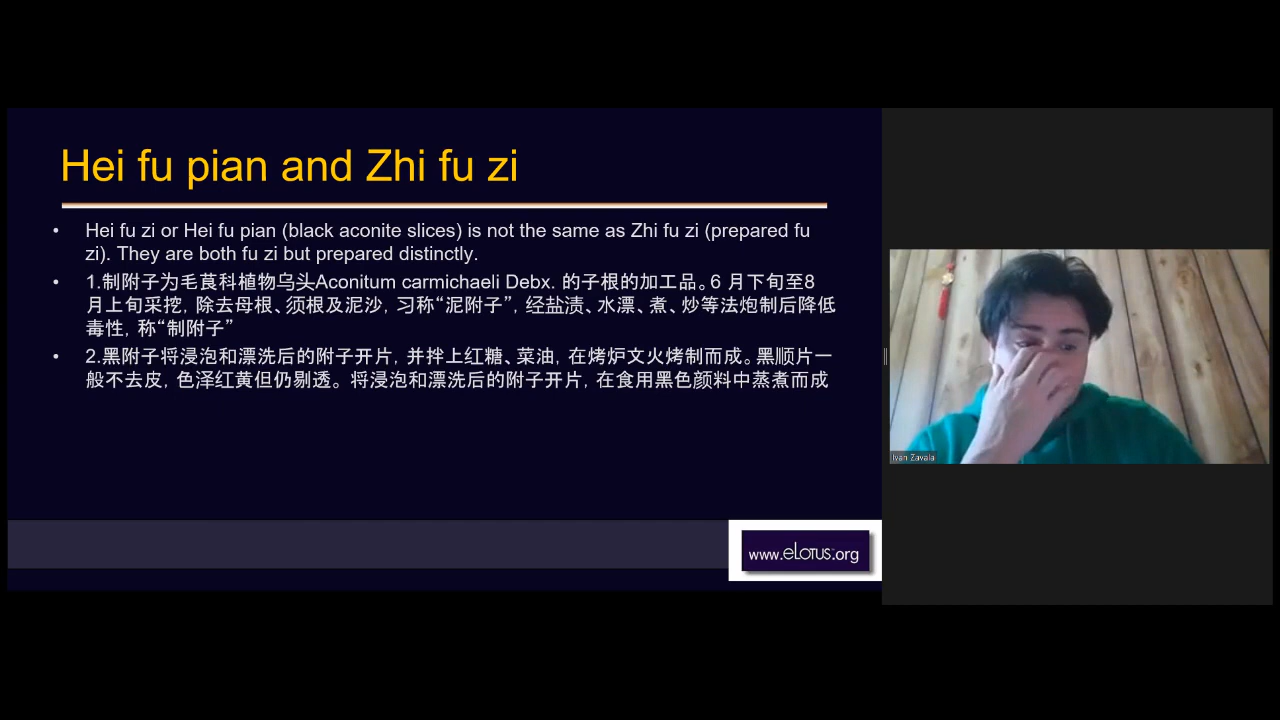 Hei fu pian and Zhi fu zi
• Hei fu zi or Hei fu pian (black aconite slices) is not the same as Zhi fu zi (prepared fu
zi). They are both fu zi but prepared distinctly.
• 1.制附子为毛茛科植物乌头Aconitum carmichaeli Debx. 的子根的加工品。6 月下旬至8
月上旬采挖, 除去母根、须根及泥沙, 习称“泥附子”, 经盐渍、水漂、煮、炒等法炮制后降低
毒性, 称“制附子”
• 2.黑附子将浸泡和漂洗后的附子开片, 并拌上红糖、菜油, 在烤炉文火烤制而成。黑顺片一
般不去皮, 色泽红黄但仍剔透。将浸泡和漂洗后的附子开片, 在食用黑色颜料中蒸煮而成
www.eLotus.org
Ivan Zavala